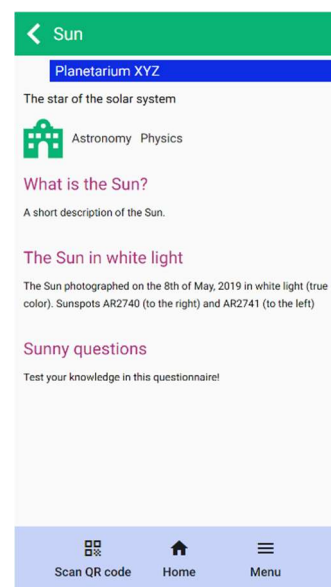 Sun
Planetarium XYZ
The star of the solar system
Astronomy Physics
What is the Sun?
A short description of the Sun.
The Sun in white light
The Sun photographed on the 8th of May, 2019 in white light (true
color). Sunspots AR2740 (to the right) and AR2741 (to the left)
Sunny questions
Test your knowledge in this questionnaire!
Scan QR code Home Menu